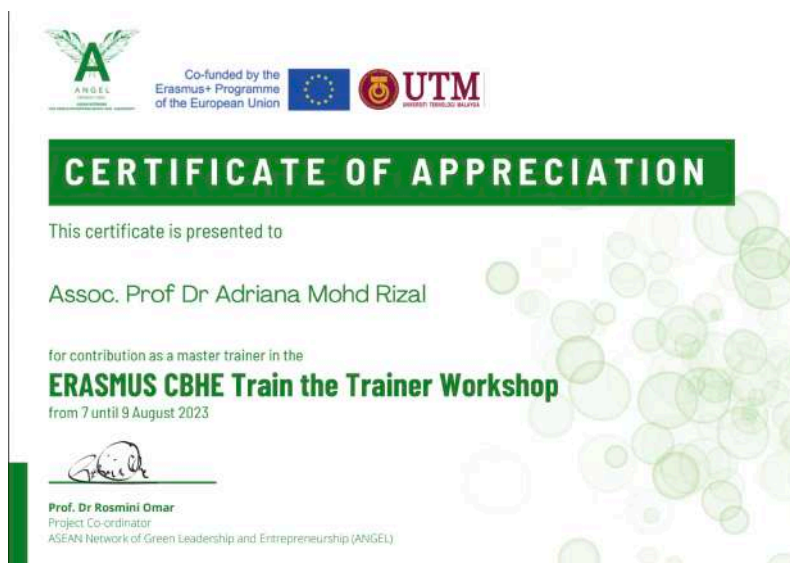 A
ANGEL
Co-funded by the
Erasmus+ Programme
of the European Union
UTM
UNIVERSITI TEKNOLOGI MALAYSIA
CERTIFICATE OF APPRECIATION
This certificate is presented to
Assoc. Prof Dr Adriana Mohd Rizal
for contribution as a master trainer in the
ERASMUS CBHE Train the Trainer Workshop
from 7 until 9 August 2023
Prof. Dr Rosmini Omar
Project Co-ordinator
ASEAN Network of Green Leadership and Entrepreneurship (ANGEL)